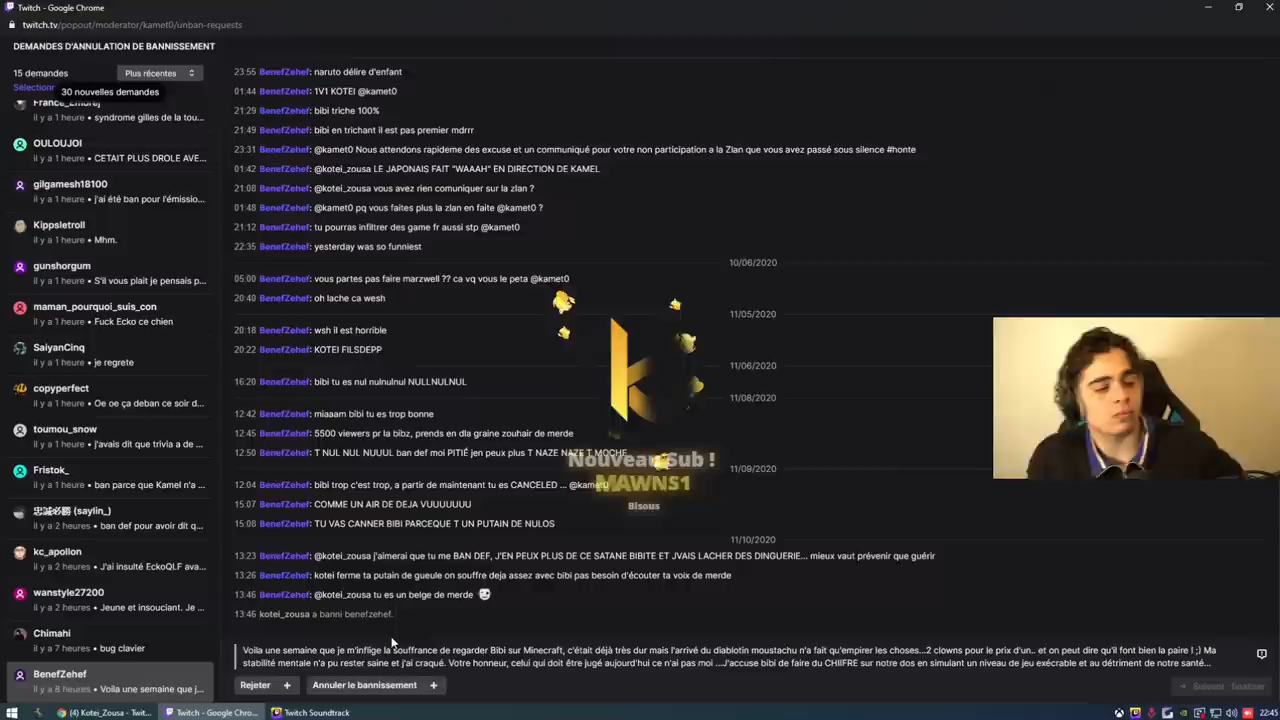 Twitch - Google Chrome
twitch.tv/popout/moderator/kamet0/unban-requests
DEMANDES D'ANNULATION DE BANNISSEMENT
15 demandes
Plus récentes
Sélectionn
30 nouvelles demandes
France_Embrej
• syndrome gilles de la tou...
OULOUJOI
il y a 1 heure • CETAIT PLUS DROLE AVE...
gilgamesh18100
il y a 1 heure • j'ai été ban pour l'émissio...
Kippsletroll
il y a 1 heure • Mhm.
gunshorgum
il y a 1 heure • S'il vous plait je pensais p...
maman_pourquoi_suis_con
il y a 1 heure • Fuck Ecko ce chien
SaiyanCinq
il y a 1 heure • je regrete
copyperfect
il y a 1 heure • Oe oe ça deban ce soir d...
toumou_snow
il y a 1 heure • j'avais dit que trivia a de ...
Fristok_
il y a 1 heure • ban parce que Kamel n'a ...
忠誠必勝 (saylin_)
il y a 2 heures • ban def pour avoir dit qu...
kc_apolion
il y a 2 heures • J'ai insulté EckoQLF ava...
wanstyle27200
il y a 2 heures • Jeune et insouciant. Je ...
Chimahi
il y a 7 heures • bug clavier
BenefZehef
il y a 8 heures • Voila une semaine que j...
23:55 BenefZehef: naruto délire d'enfant
01:44 BenefZehef: 1V1 KOTEI @kamet0
21:29 BenefZehef: bibi triche 100%
21:49 BenefZehef: bibi en trichant il est pas premier mdrrr
23:31 BenefZehef: @kamet0 Nous attendons rapideme des excuse et un communiqué pour votre non participation a la Zlan que vous avez passé sous silence #honte
01:42 BenefZehef: @kotei_zousa LE JAPONAIS FAIT "WAAAH" EN DIRECTION DE KAMEL
21:08 BenefZehef: @kotei_zousa vous avez rien comuniquer sur la zlan ?
01:48 BenefZehef: @kamet0 pq vous faites plus la zlan en faite @kamet0 ?
21:12 BenefZehef: tu pourras infiltrer des game fr aussi stp @kamet0
22:35 BenefZehef: yesterday was so funniest
10/06/2020
05:00 BenefZehef: vous partes pas faire marzwell ?? ca vq vous le peta @kamet0
20:40 BenefZehef: oh lache ca wesh
11/05/2020
20:18 BenefZehef: wsh il est horrible
20:22 BenefZehef: KOTEI FILSDEPP
11/06/2020
16:20 BenefZehef: bibi tu es nul nulnulnul NULLNULNUL
11/08/2020
12:42 BenefZehef: miaaam bibi tu es trop bonne
12:45 BenefZehef: 5500 viewers pr la bibz, prends en dla graine zouhair de merde
12:50 BenefZehef: T NUL NUL NUUUL ban def moi PITIÉ jen peux plus T NAZE NAZE T MOCHE
Nouveau Sub !
11/09/2020
MAWNS1
12:04 BenefZehef: bibi trop c'est trop, a partir de maintenant tu es CANCELED ... @kamet0
Bisous
15:07 BenefZehef: COMME UN AIR DE DEJA VUUUUUUU
15:08 BenefZehef: TU VAS CANNER BIBI PARCEQUE T UN PUTAIN DE NULOS
11/10/2020
13:23 BenefZehef: @kotei_zousa j'aimerai que tu me BAN DEF, J'EN PEUX PLUS DE CE SATANE BIBITE ET JVAIS LACHER DES DINGUERIE... mieux vaut prévenir que guérir
13:26 BenefZehef: kotei ferme ta putain de gueule on souffre deja assez avec bibi pas besoin d'écouter ta voix de merde
13:46 BenefZehef: @kotei_zousa tu es un belge de merde
13:46 kotei_zousa a banni benefzehef.
Voila une semaine que je m'inflige la souffrance de regarder Bibi sur Minecraft, c'était déjà très dur mais l'arrivé du diablotin moustachu n'a fait qu'empirer les choses...2 clowns pour le prix d'un.. et on peut dire qu'il font bien la paire ! ;) Ma
stabilité mentale n'a pu rester saine et j'ai craqué. Votre honneur, celui qui doit être jugé aujourd'hui ce n'ai pas moi ...J'accuse bibi de faire du CHIIFRE sur notre dos en simulant un niveau de jeu exécrable et au détriment de notre santé...
Rejeter +
Annuler le bannissement +
Suivant
(4) Kotei_Zousa - Twit...
Twitch - Google Chro...
Twitch Soundtrack
22:45